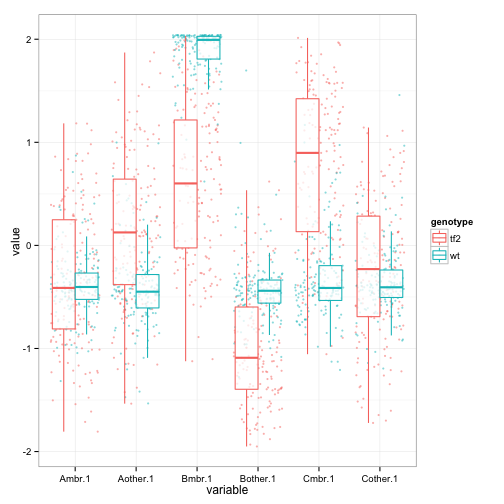 2
1
0
-1
-2
value
Ambr.1 Aother.1 Bmbr.1 Bother.1 Cmbr.1 Cother.1
variable
genotype
tf2
wt